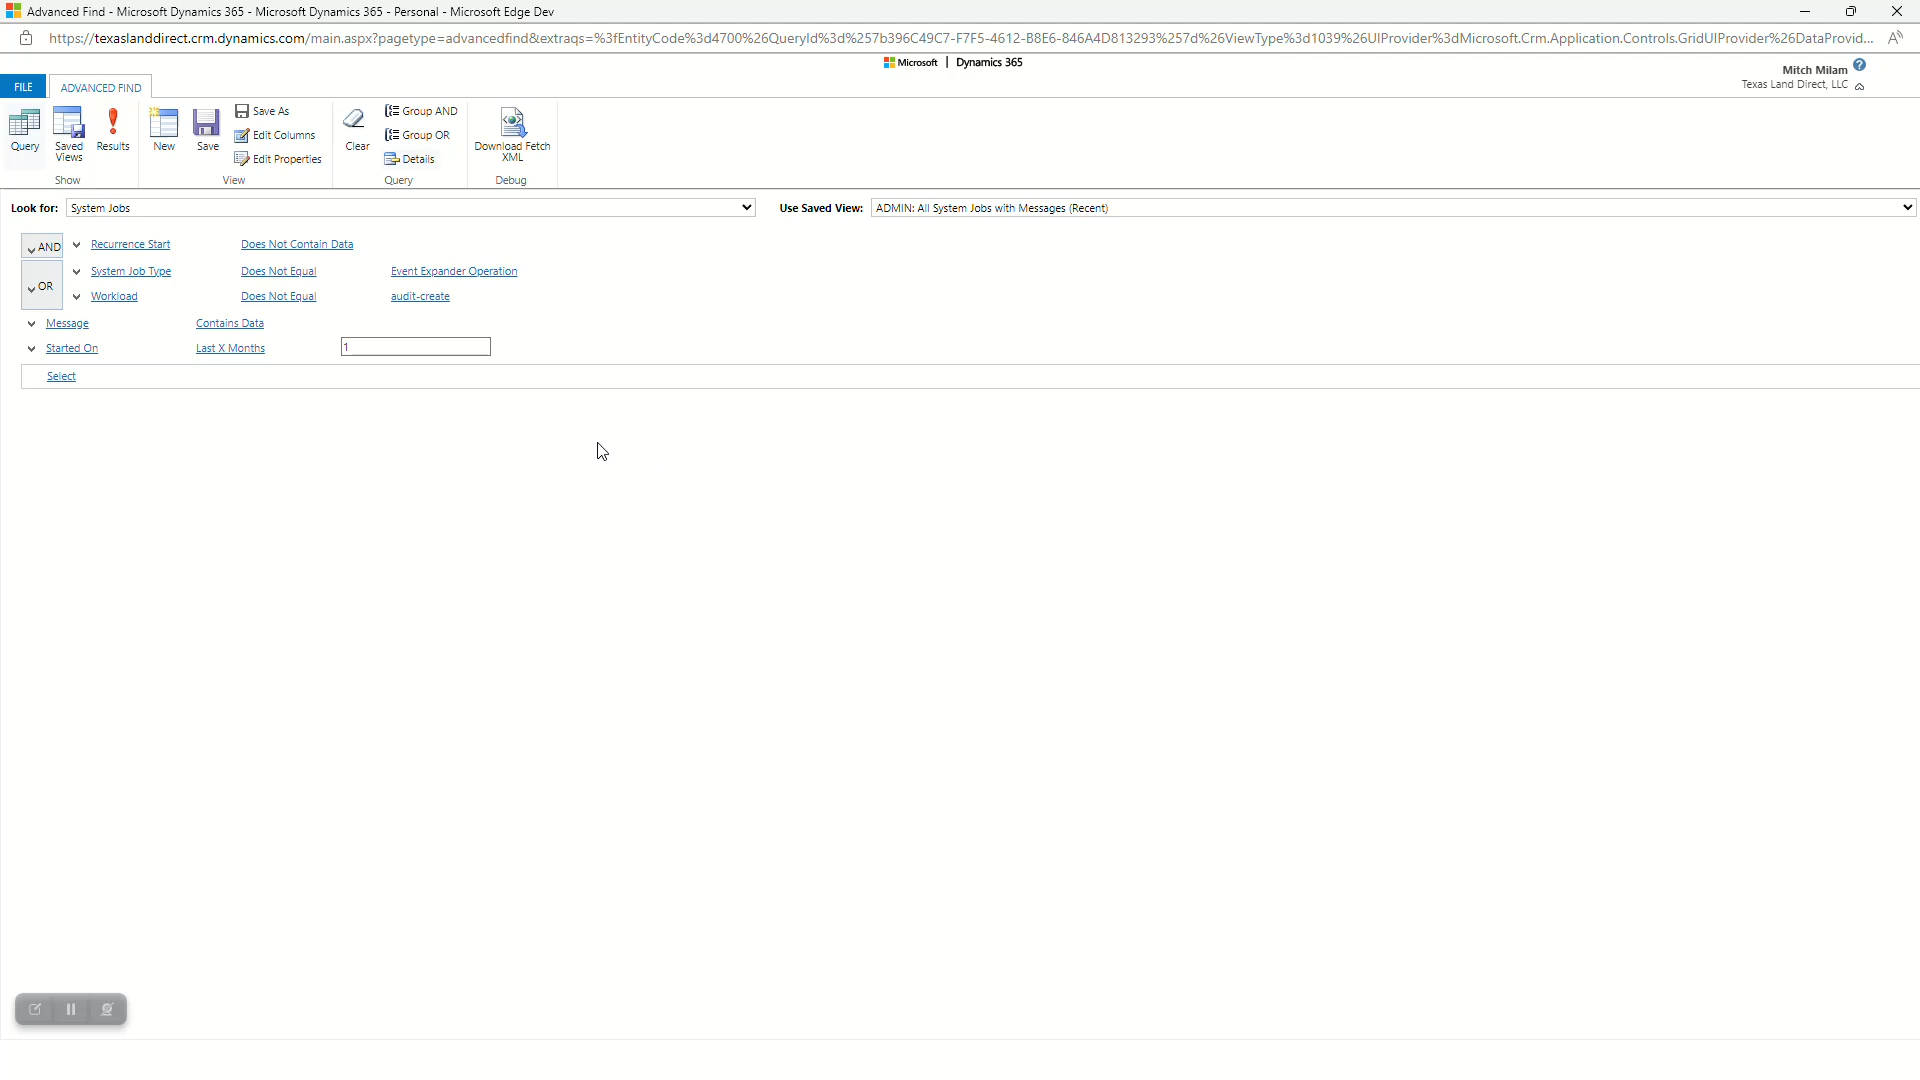 Advanced Find - Microsoft Dynamics 365 - Microsoft Dynamics 365 - Personal - Microsoft Edge Dev
https://texaslanddirect.crm.dynamics.com/main.aspx?pagetype=advancedfind&extraqs=%3fEntityCode%3d4700%26QueryId%3d%257b396C49C7-F7F5-4612-B8E6-846A4D813293%257d%26ViewType%3d1039%26UIProvider%3dMicrosoft.Crm.Application.Controls.GridUIProvider%26DataProvid...
Microsoft | Dynamics 365
Mitch Milam
Texas Land Direct, LLC
FILE
ADVANCED FIND
Query
Saved Views
Results
Show
New
Save
Save As
Edit Columns
Edit Properties
View
Clear
Group AND
Group OR
Details
Query
Download Fetch XML
Debug
Look for: System Jobs
Use Saved View: ADMIN: All System Jobs with Messages (Recent)
AND Recurrence Start Does Not Contain Data
System Job Type Does Not Equal Event Expander Operation
OR
Workload Does Not Equal audit-create
Message Contains Data
Started On Last X Months 1
Select